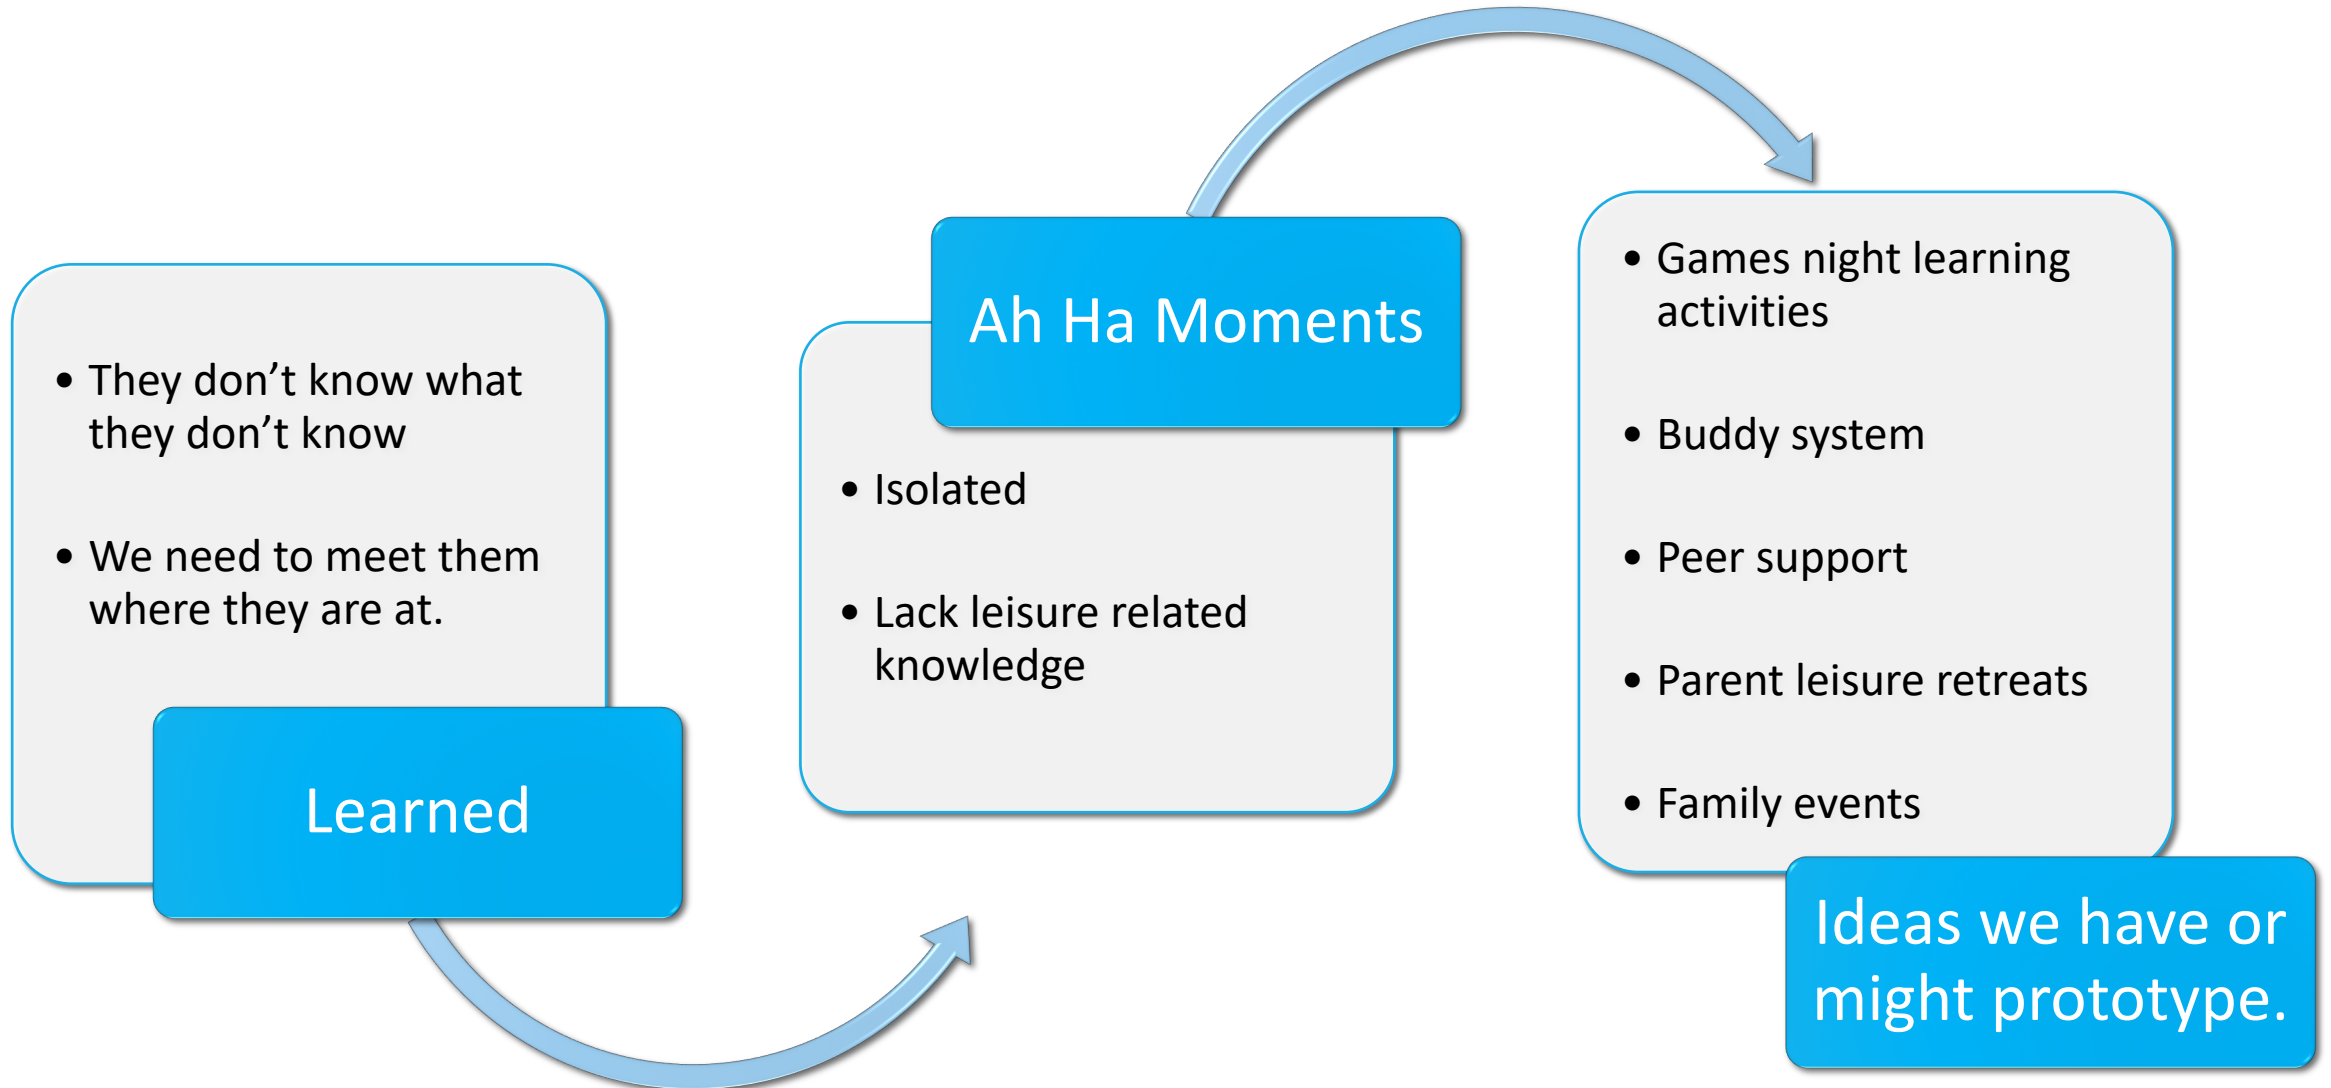 • They don’t know what
they don’t know
• We need to meet them
where they are at.
Learned
Ah Ha Moments
• Isolated
• Lack leisure related
knowledge
• Games night learning
activities
• Buddy system
• Peer support
• Parent leisure retreats
• Family events
Ideas we have or
might prototype.